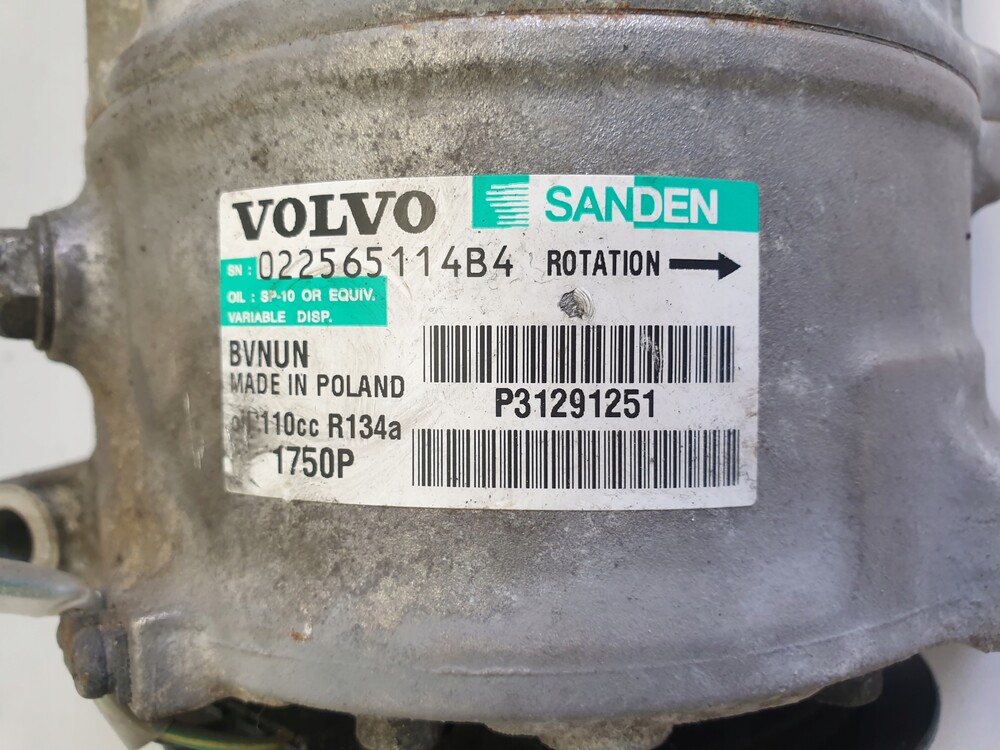 VOLVO SANDEN
SN : 022565114B4 ROTATION
OIL : SP-10 OR EQUIV.
VARIABLE DISP.
BVNUN
MADE IN POLAND
P31291251
110cc R134a
1750P